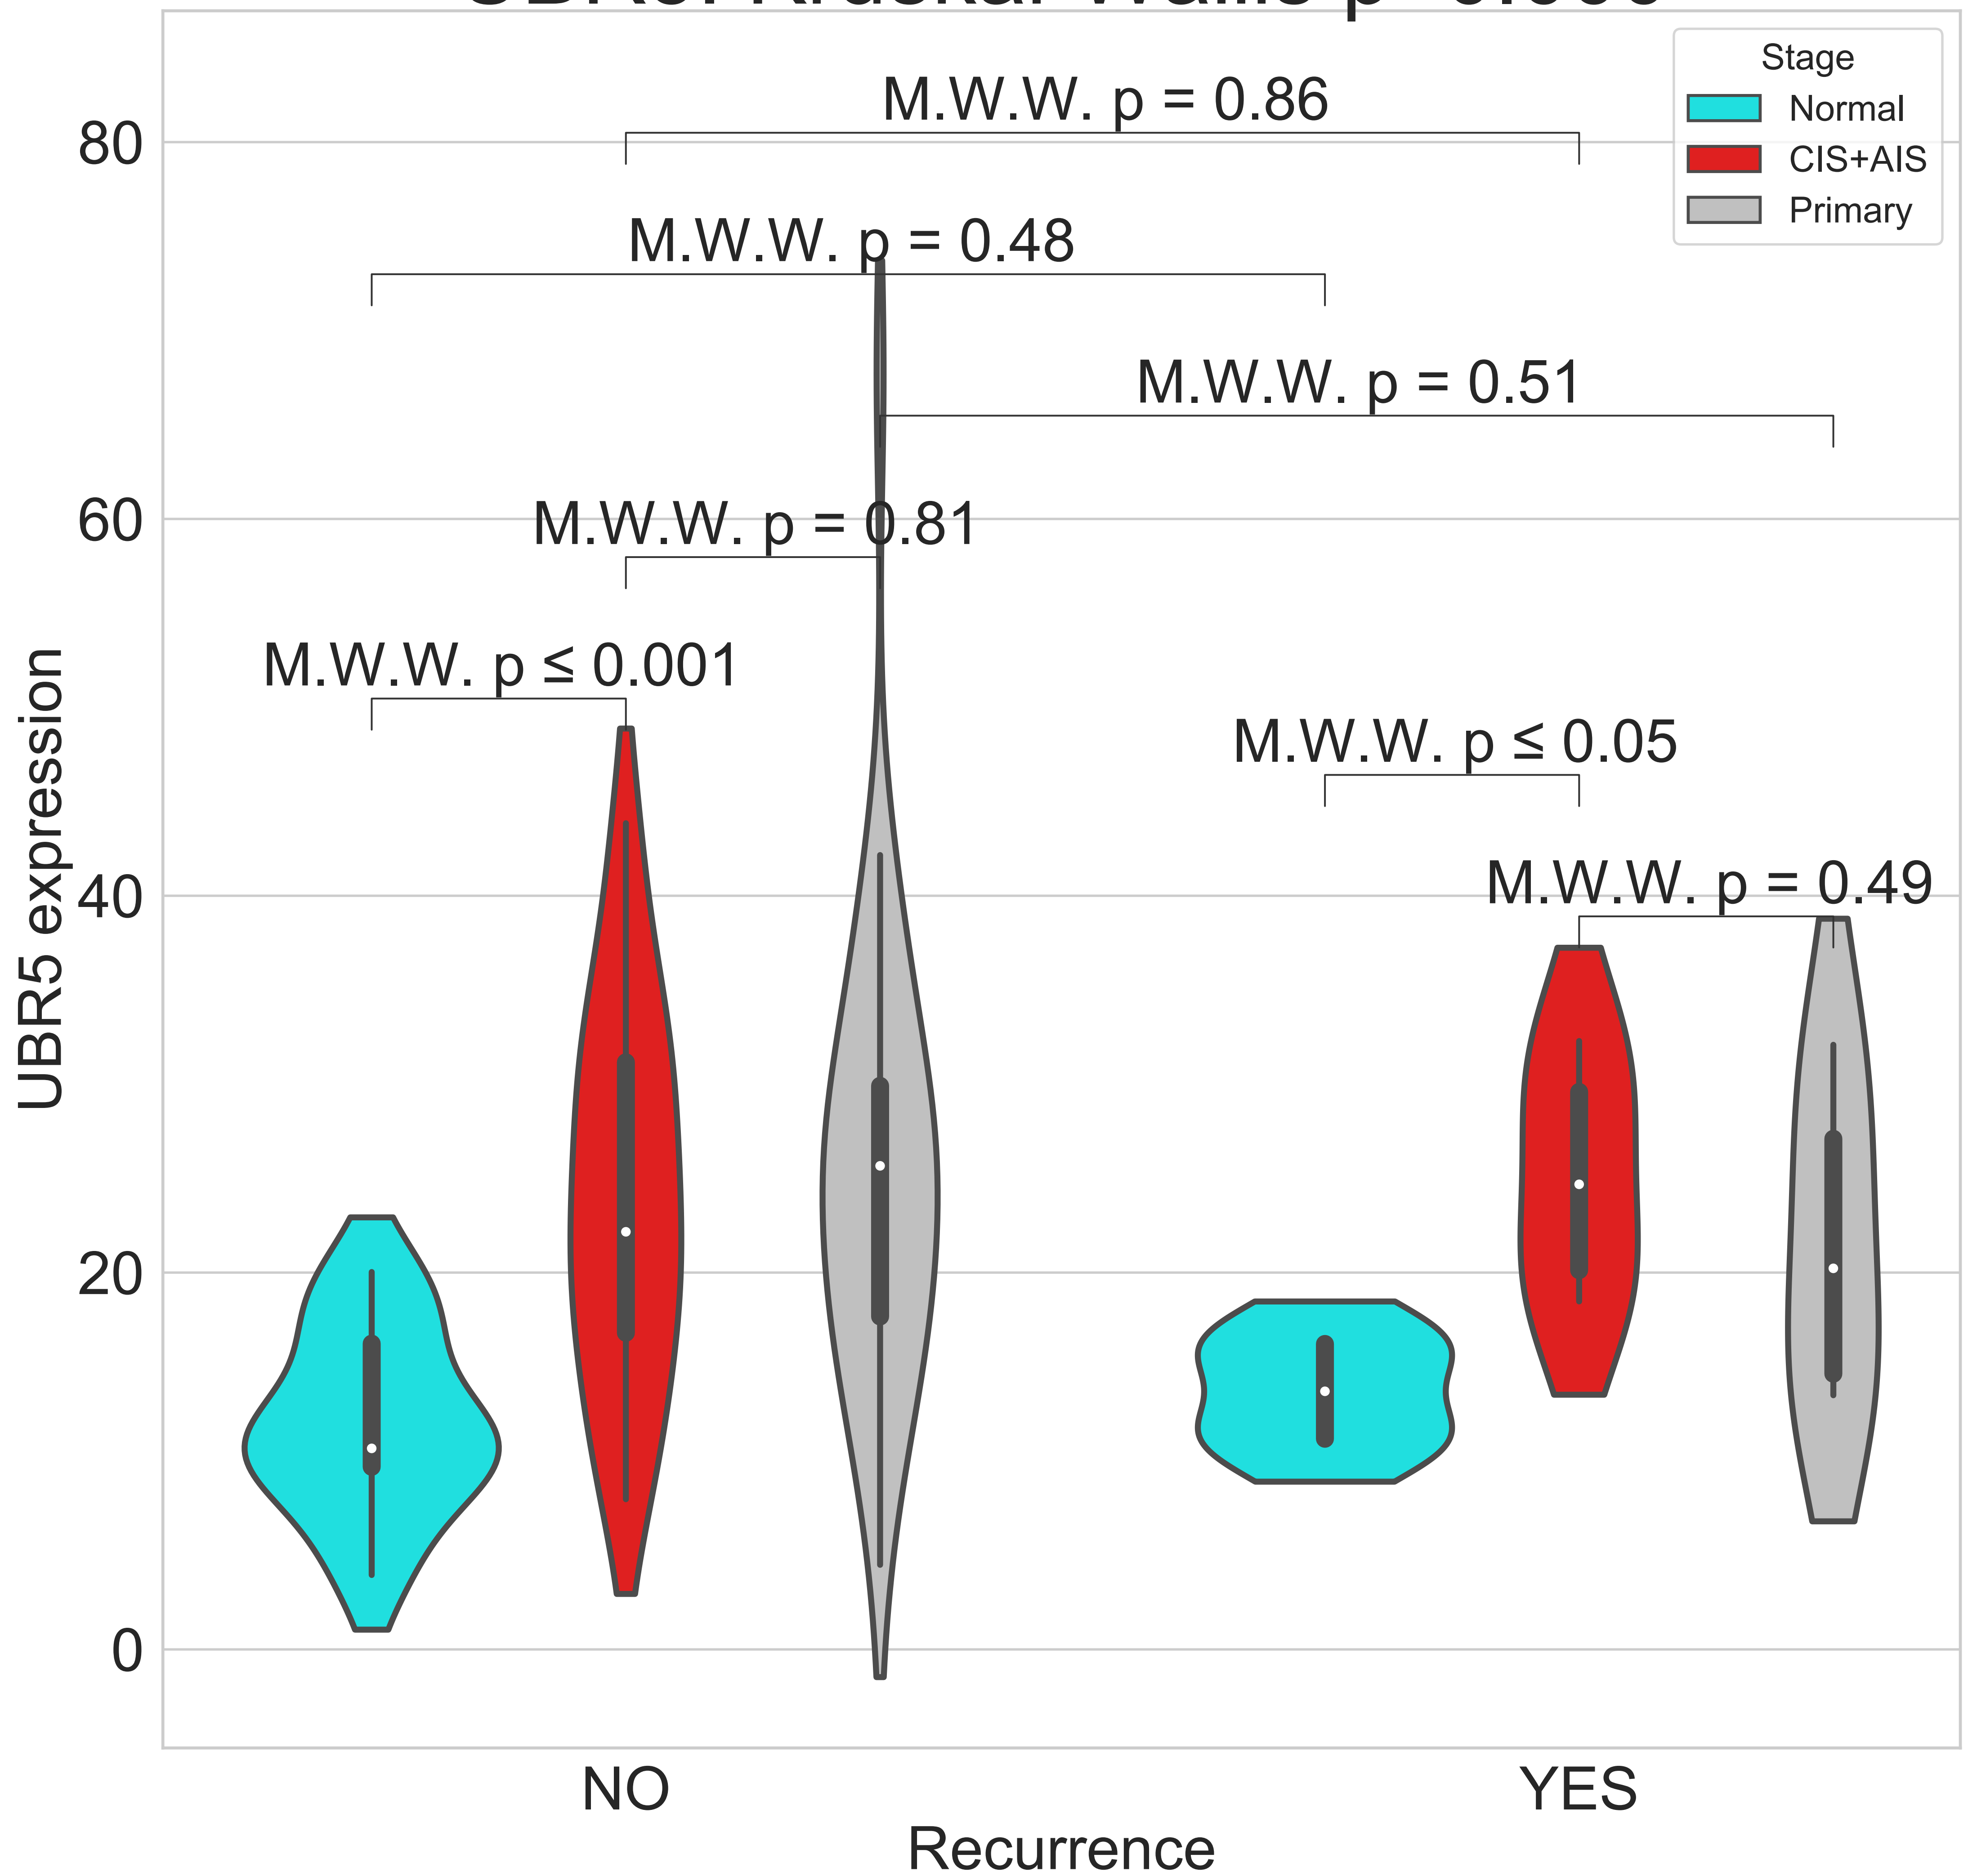 Stage
Normal
CIS+AIS
Primary
M.W.W. p = 0.86
M.W.W. p = 0.48
M.W.W. p = 0.51
M.W.W. p = 0.81
M.W.W. p ≤ 0.001
M.W.W. p ≤ 0.05
M.W.W. p = 0.49
80
60
40
20
0
UBR5 expression
NO
YES
Recurrence